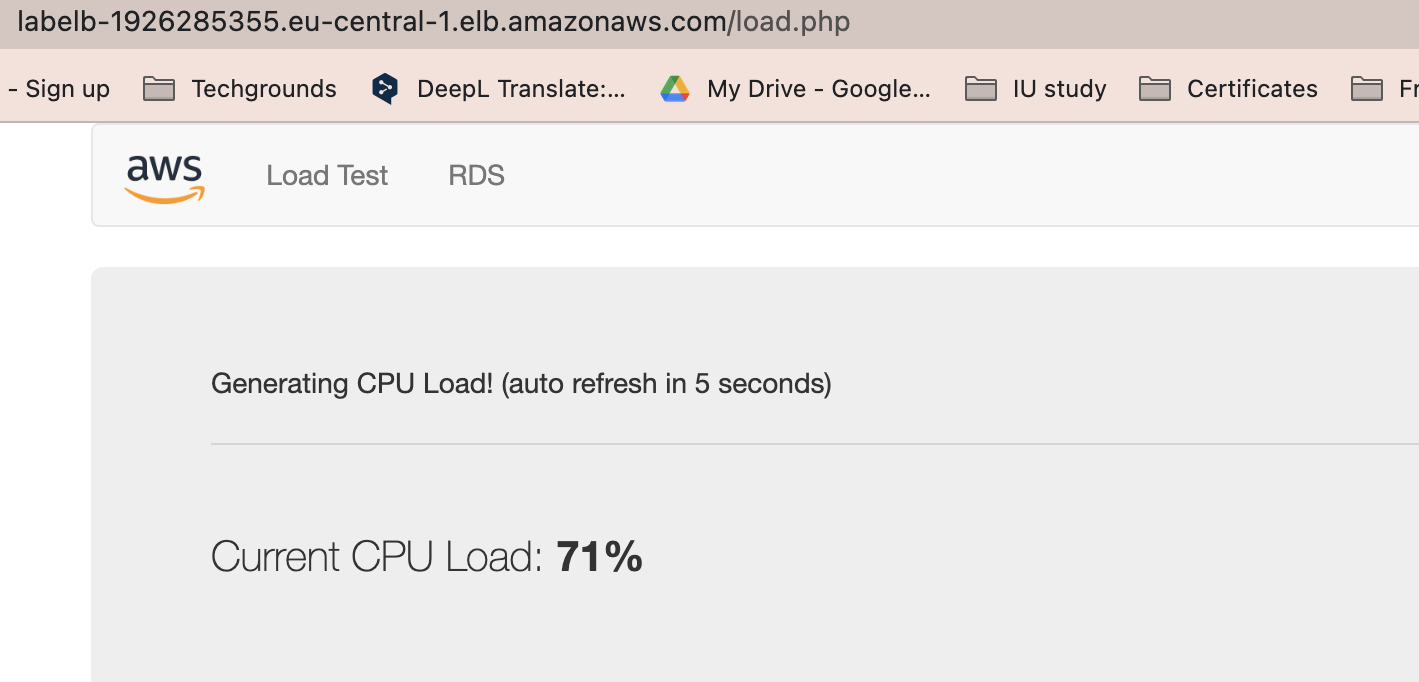 labelb-1926285355.eu-central-1.elb.amazonaws.com/load.php
- Sign up Techgrounds DeepL Translate:... My Drive - Google... IU study Certificates Fr
aws Load Test RDS
Generating CPU Load! (auto refresh in 5 seconds)
Current CPU Load: 71%